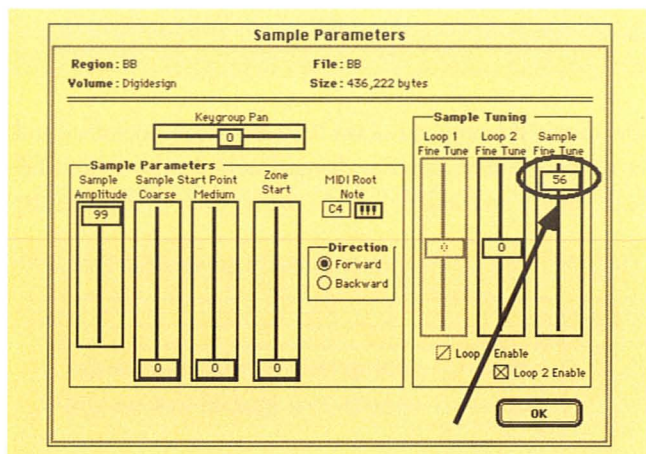 Sample Parameters
Region: BB File: BB
Volume: Digidesign Size: 436,222 bytes
Keygroup Pan
0
Sample Tuning
Loop 1 Loop 2 Sample
Fine Tune Fine Tune Fine Tune
56
0 0
Sample Parameters
Sample Sample Start Point Zone MIDI Root
Amplitude Coarse Medium Start Note
99 C4
Direction
Forward
Backward
0 0 0
Loop Enable
Loop 2 Enable
OK